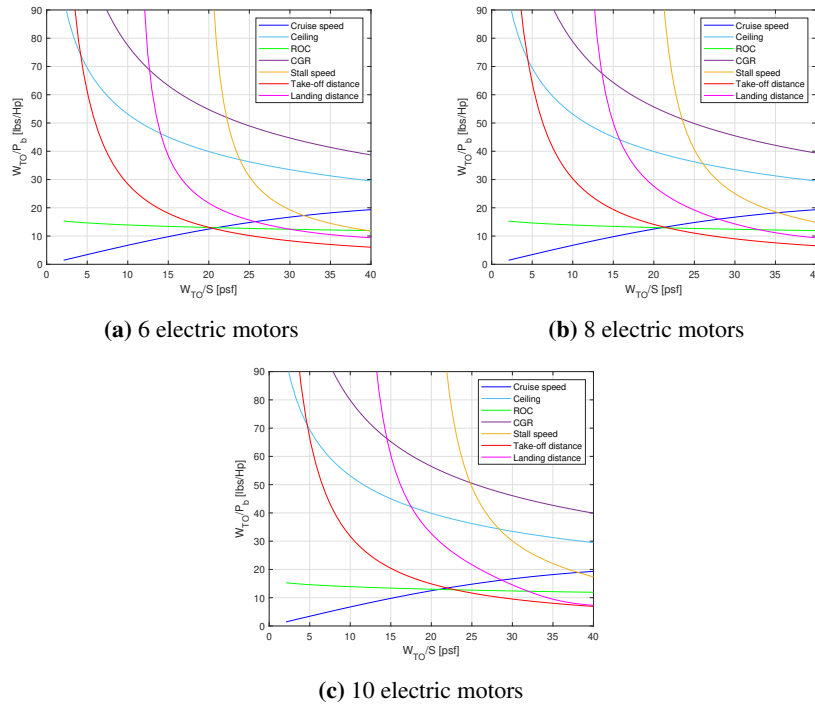 90
80
70
60
50
40
30
20
10
0
W_TO/P_b [lbs/Hp]
Cruise speed
Ceiling
ROC
CGR
Stall speed
Take-off distance
Landing distance
0 5 10 15 20 25 30 35 40
W_TO/S [psf]
(a) 6 electric motors
90
80
70
60
50
40
30
20
10
0
W_TO/P_b [lbs/Hp]
Cruise speed
Ceiling
ROC
CGR
Stall speed
Take-off distance
Landing distance
0 5 10 15 20 25 30 35 40
W_TO/S [psf]
(b) 8 electric motors
90
80
70
60
50
40
30
20
10
0
W_TO/P_b [lbs/Hp]
Cruise speed
Ceiling
ROC
CGR
Stall speed
Take-off distance
Landing distance
0 5 10 15 20 25 30 35 40
W_TO/S [psf]
(c) 10 electric motors